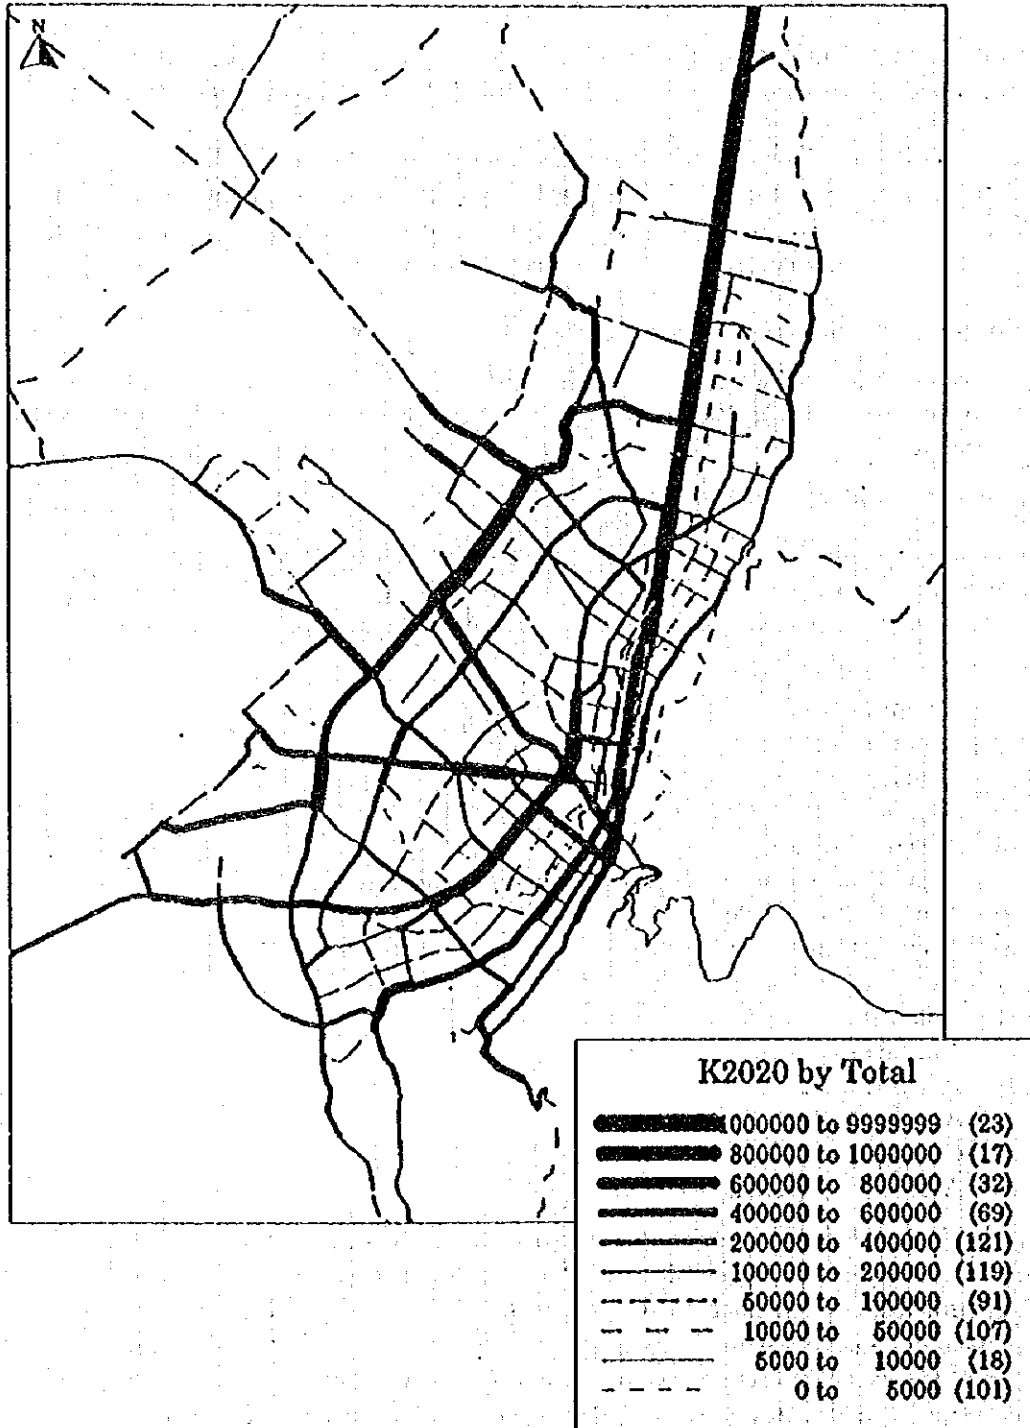 N
K2020 by Total
000000 to 9999999 (23)
800000 to 1000000 (17)
600000 to 800000 (32)
400000 to 600000 (69)
200000 to 400000 (121)
100000 to 200000 (119)
50000 to 100000 (91)
10000 to 50000 (107)
5000 to 10000 (18)
0 to 5000 (101)